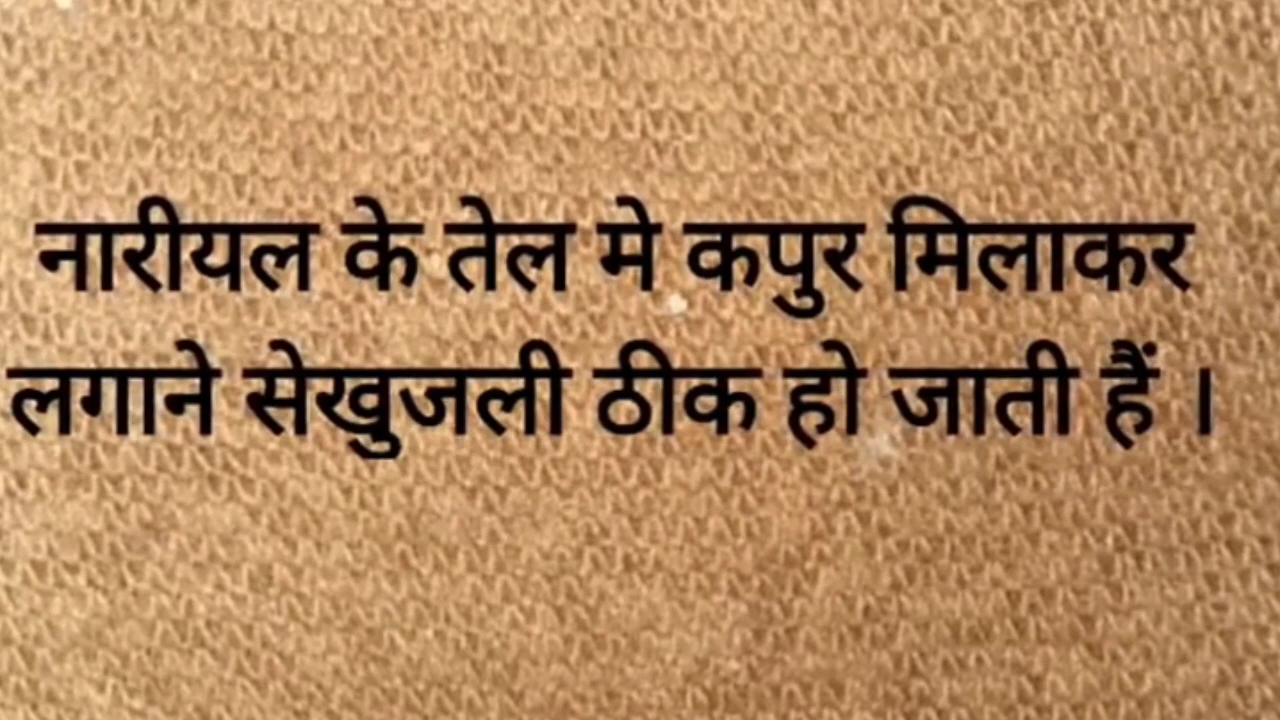 नारीयल के तेल मे कपुर मिलाकर
लगाने सेखुजली ठीक हो जाती हैं ।